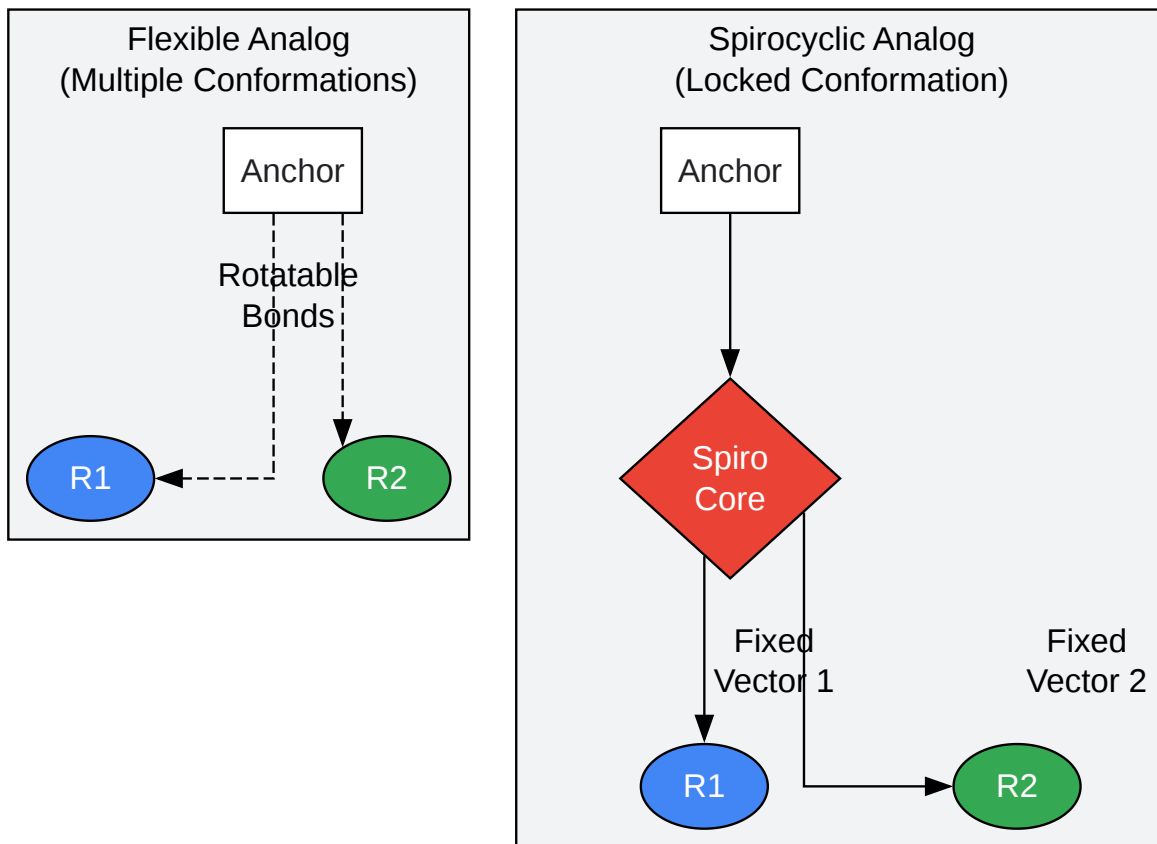 Flexible Analog
(Multiple Conformations)
Anchor
Rotatable
Bonds
R1
R2
Spirocyclic Analog
(Locked Conformation)
Anchor
Spiro
Core
Fixed
Vector 1
Fixed
Vector 2
R1
R2